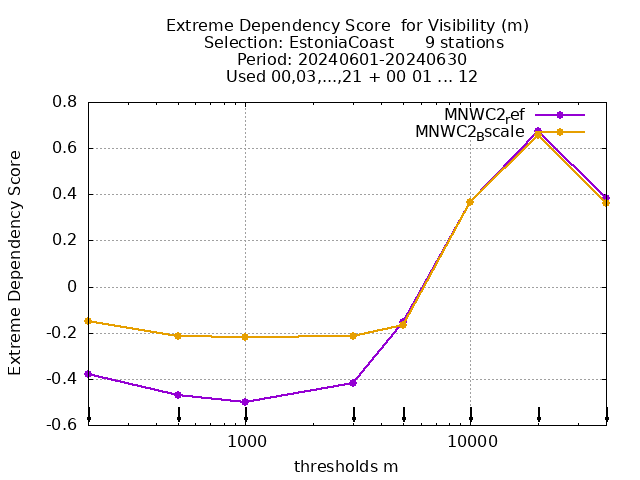 Extreme Dependency Score  for Visibility (m)
Selection: EstoniaCoast      9 stations
Period: 20240601-20240630
Used 00,03,...,21 + 00 01 ... 12
MNWC2ref
MNWC2Bscale
Extreme Dependency Score
0.8
0.6
0.4
0.2
0
-0.2
-0.4
-0.6
1000
10000
thresholds m